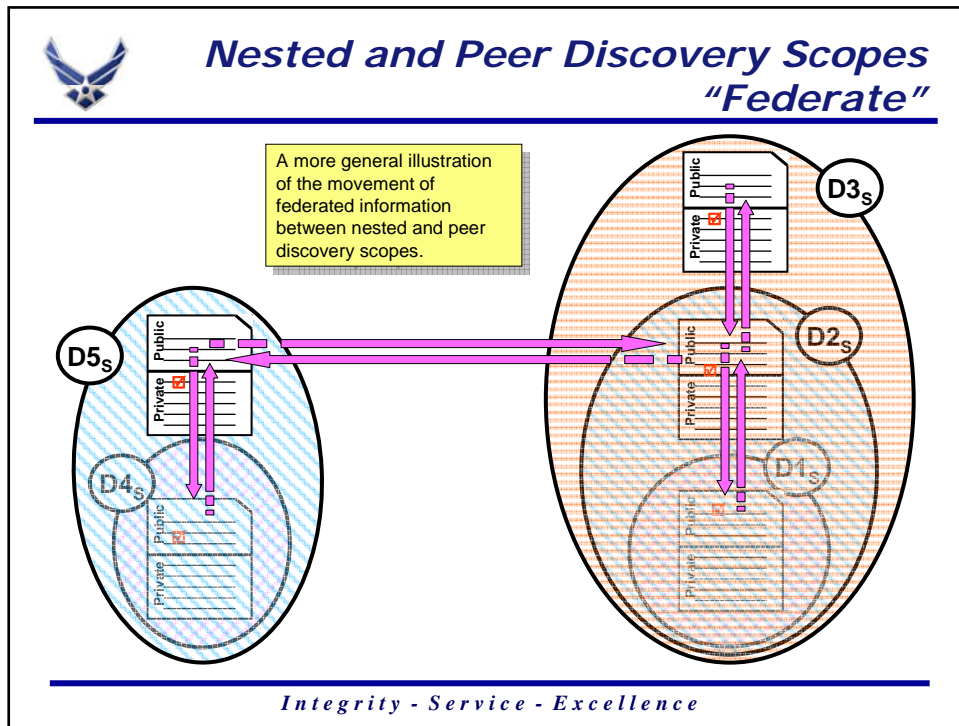 Nested and Peer Discovery Scopes
“Federate”
A more general illustration
of the movement of
federated information
between nested and peer
discovery scopes.
Public
Private
D3S
Public
Private
D5S
Public
D2S
Private
D4S
Public
Private
D1S
Public
Private
Integrity - Service - Excellence